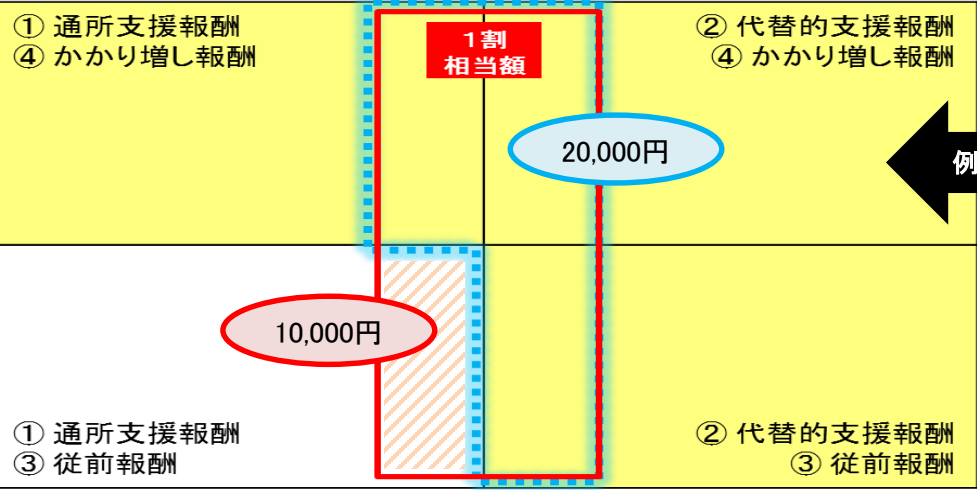 ① 通所支援報酬
④ かかり増し報酬
１割
相当額
② 代替的支援報酬
④ かかり増し報酬
20,000円
例
10,000円
① 通所支援報酬
③ 従前報酬
② 代替的支援報酬
③ 従前報酬